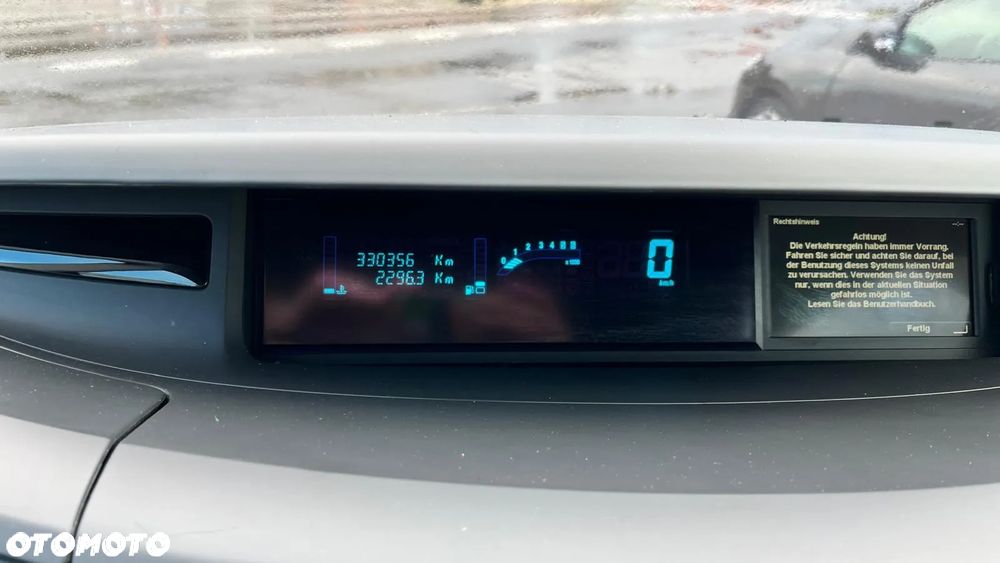 330356 Km
2296.3 Km
0 1 2 3 4
x1000
0
km/h
Rechtshinweis
--:--
Achtung!
Die Verkehrsregeln haben immer Vorrang.
Fahren Sie sicher und achten Sie darauf, bei
der Benutzung dieses Systems keinen Unfall
zu verursachen. Verwenden Sie das System
nur, wenn dies in der aktuellen Situation
gefahrlos möglich ist.
Lesen Sie das Benutzerhandbuch.
Fertig
OTOMOTO